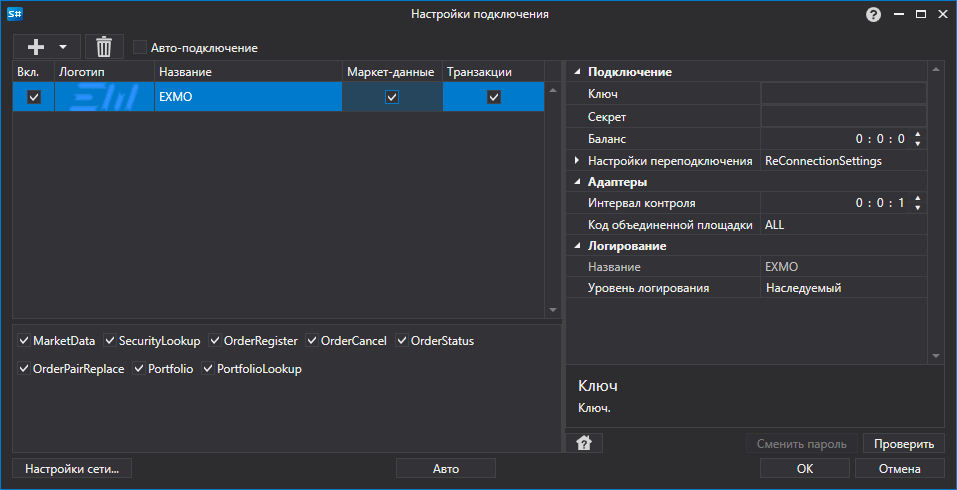 S#
Настройки подключения
?
Авто-подключение
Вкл. Логотип Название Маркет-данные Транзакции
EM EXMO
Подключение
Ключ
Секрет
Баланс 0 : 0 : 0
Настройки переподключения ReConnectionSettings
Адаптеры
Интервал контроля 0 : 0 : 1
Код объединенной площадки ALL
Логирование
Название EXMO
Уровень логирования Наследуемый
MarketData SecurityLookup OrderRegister OrderCancel OrderStatus
OrderPairReplace Portfolio PortfolioLookup
Ключ
Ключ.
?
Сменить пароль Проверить
Настройки сети... Авто OK Отмена